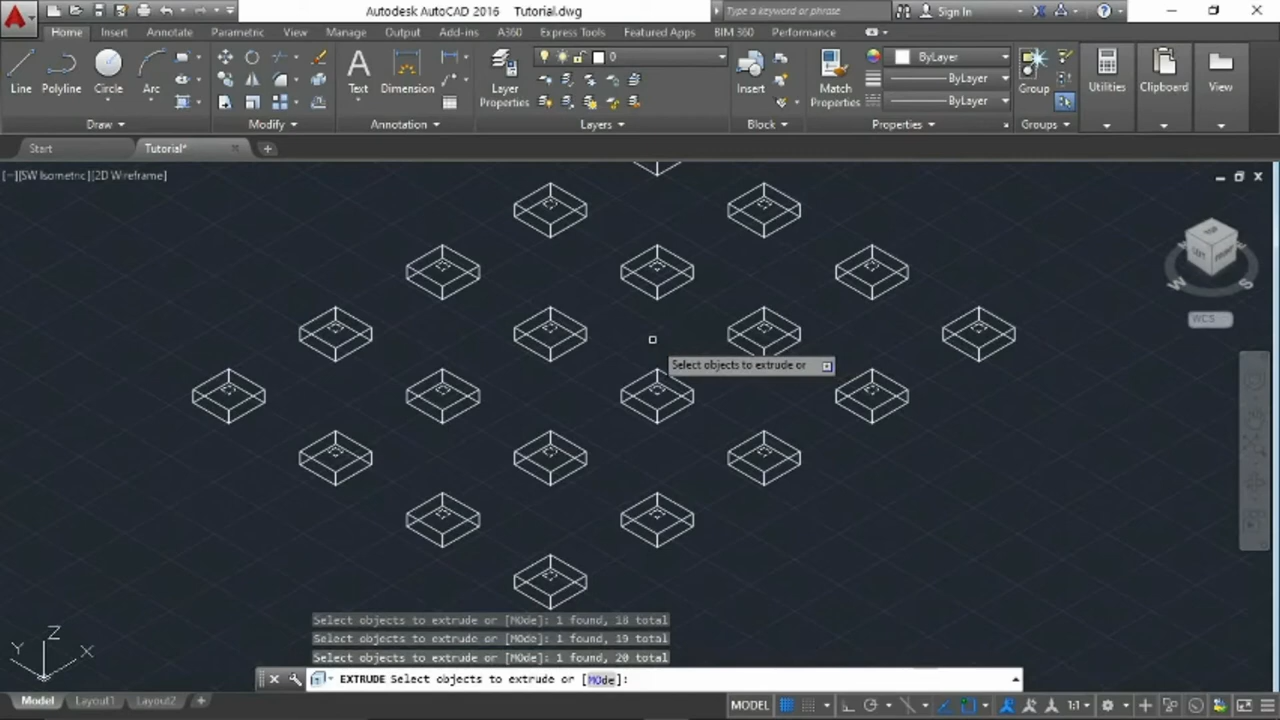 Autodesk AutoCAD 2016 Tutorial.dwg
Type a keyword or phrase
Sign In
Home Insert Annotate Parametric View Manage Output Add-ins A360 Express Tools Featured Apps BIM 360 Performance
Line Polyline Circle Arc
Text Dimension
Layer Properties
0
Insert
Match Properties
ByLayer
ByLayer
ByLayer
Group
Utilities
Clipboard
View
Draw Modify Annotation Layers Block Properties Groups
Start Tutorial*
[−][SW Isometric][2D Wireframe]
TOP
LEFT FRONT
W S
WCS
Select objects to extrude or
Select objects to extrude or [MOde]: 1 found, 18 total
Select objects to extrude or [MOde]: 1 found, 19 total
Select objects to extrude or [MOde]: 1 found, 20 total
EXTRUDE Select objects to extrude or [MOde]:
Z
Y X
Model Layout1 Layout2
MODEL
1:1